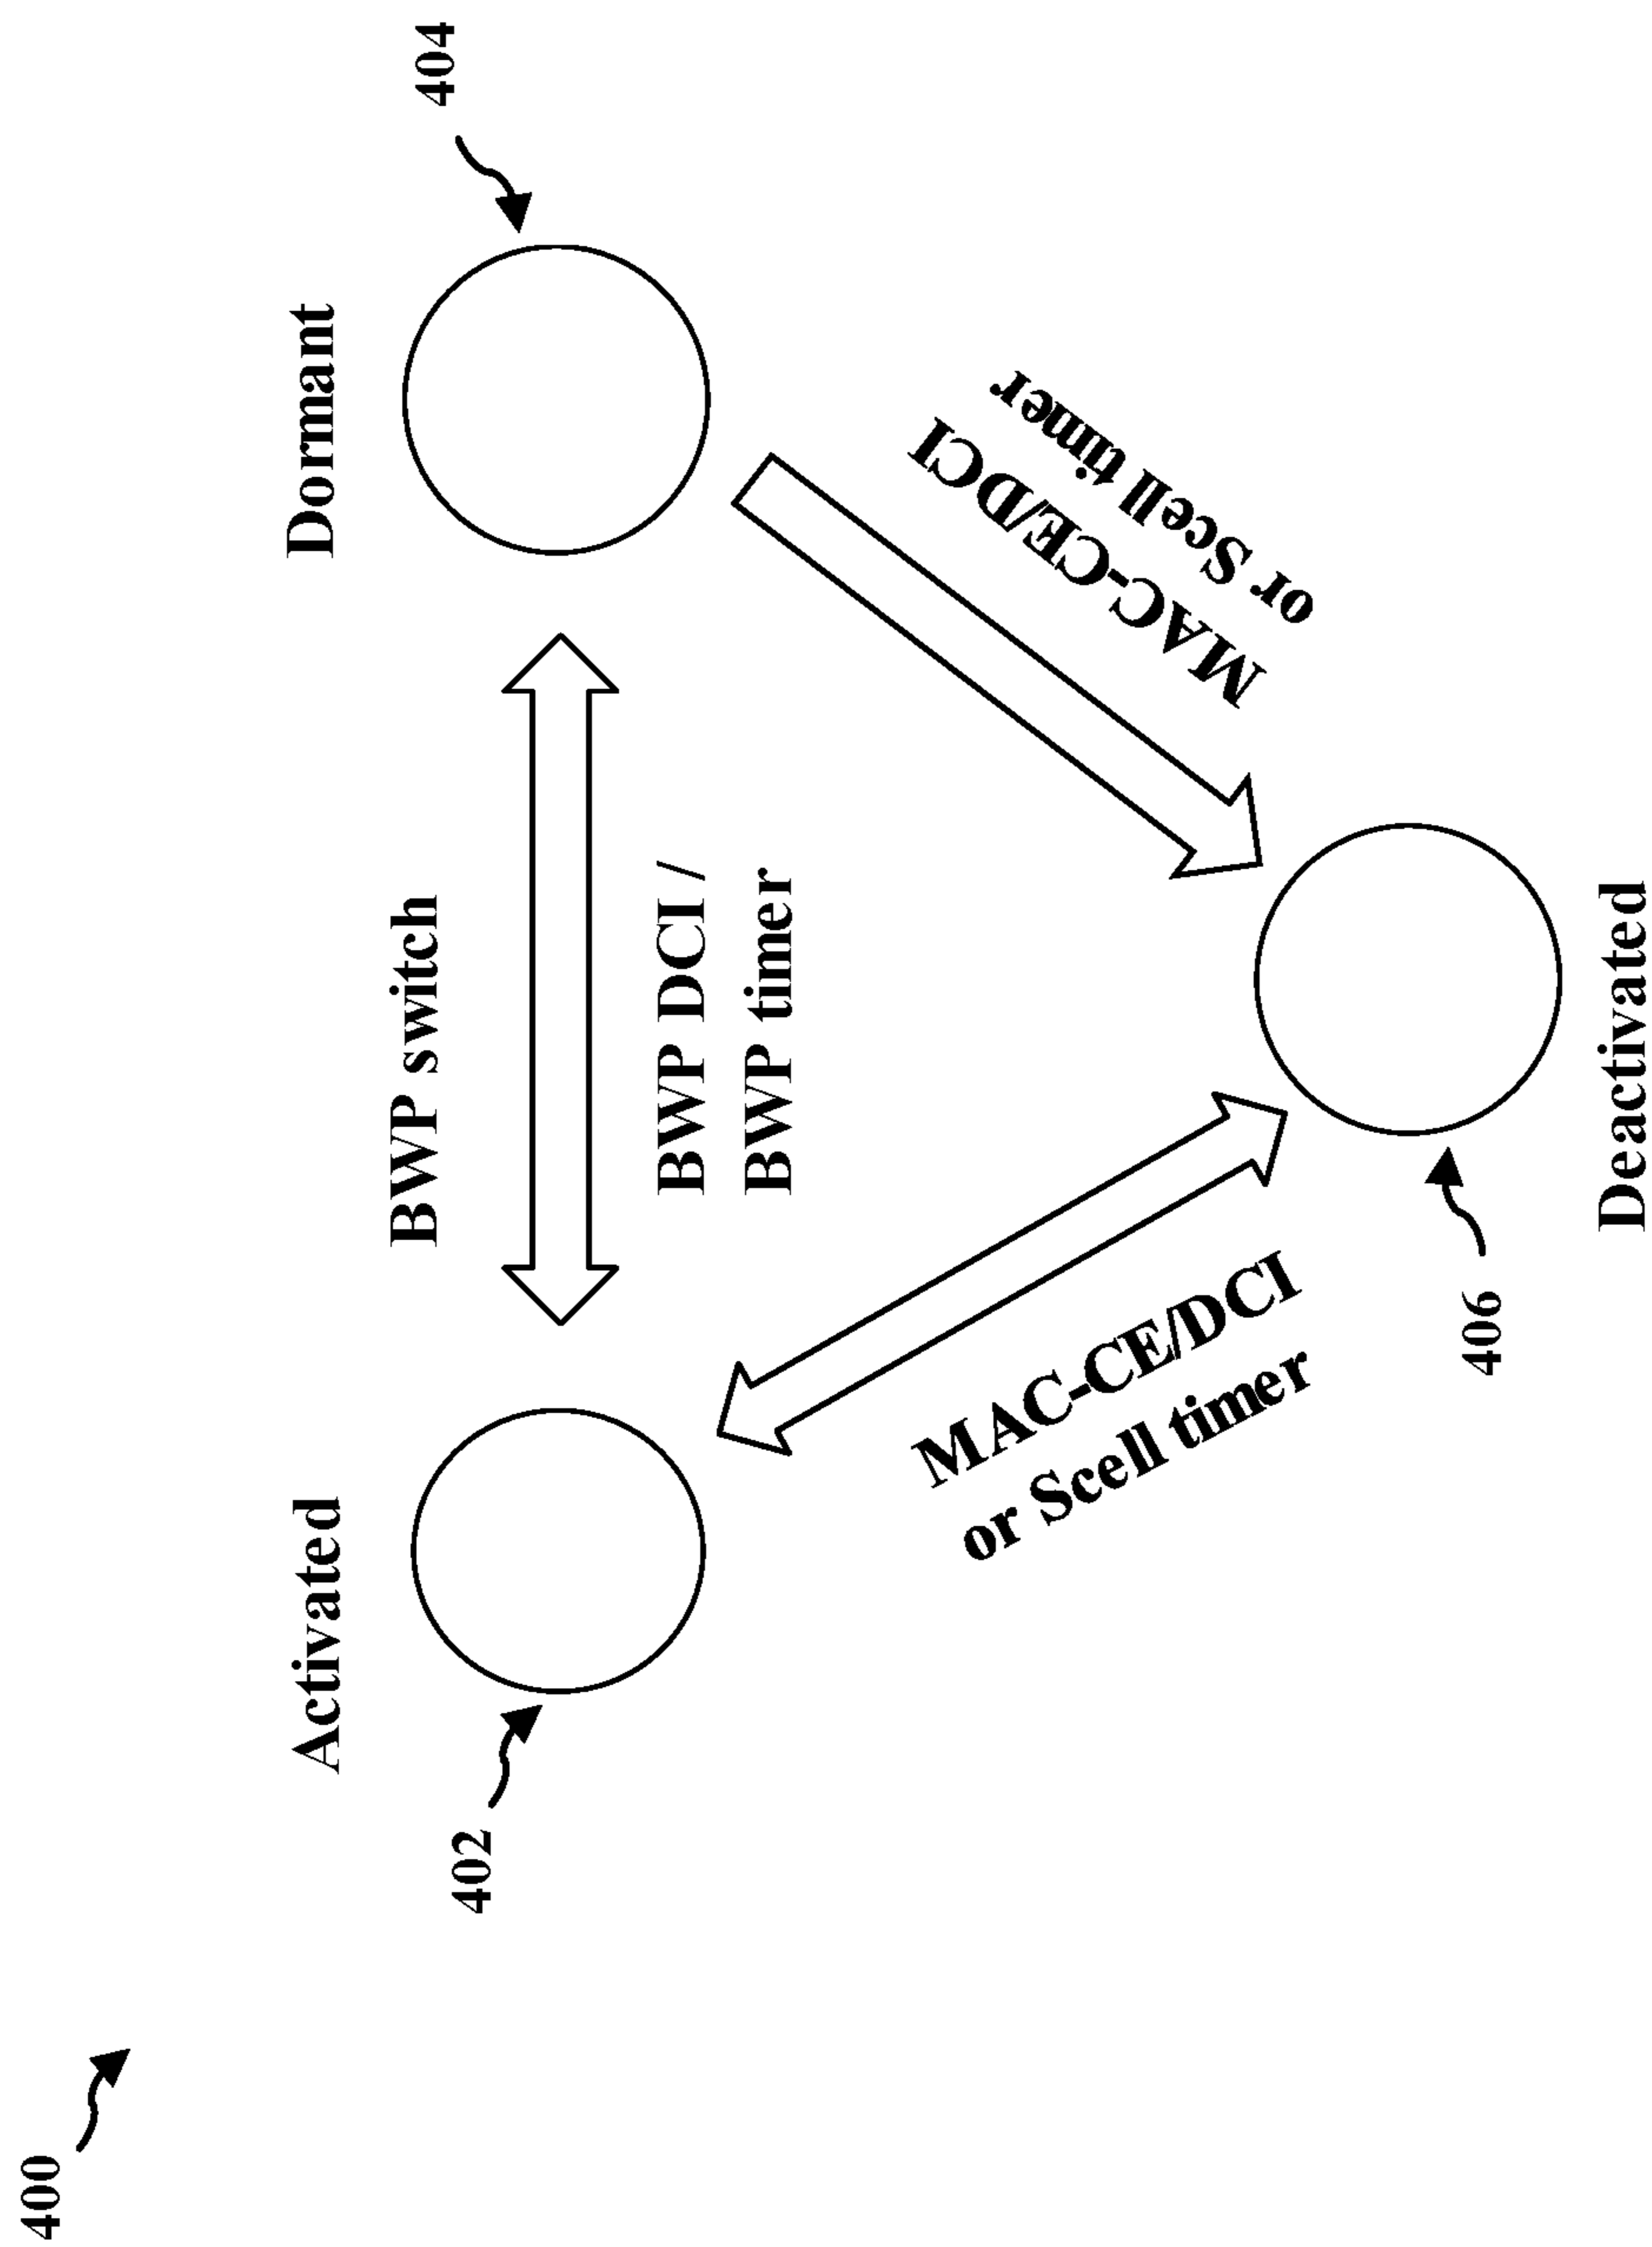 400
Activated
Dormant
402
404
BWP switch
BWP DCI /
BWP timer
MAC-CE/DCI
or Scell timer
MAC-CE/DCI
or Scell timer
406
Deactivated